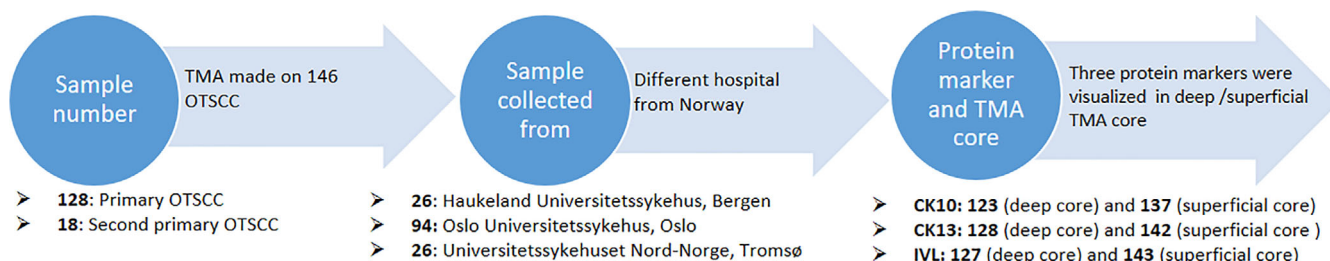 Sample
number
TMA made on 146
OTSCC
➤ 128: Primary OTSCC
➤ 18: Second primary OTSCC
Sample
collected
from
Different hospital
from Norway
➤ 26: Haukeland Universitetssykehus, Bergen
➤ 94: Oslo Universitetssykehus, Oslo
➤ 26: Universitetssykehuset Nord-Norge, Tromsø
Protein
marker
and TMA
core
Three protein markers were
visualized in deep /superficial
TMA core
➤ CK10: 123 (deep core) and 137 (superficial core)
➤ CK13: 128 (deep core) and 142 (superficial core )
➤ IVL: 127 (deep core) and 143 (superficial core)